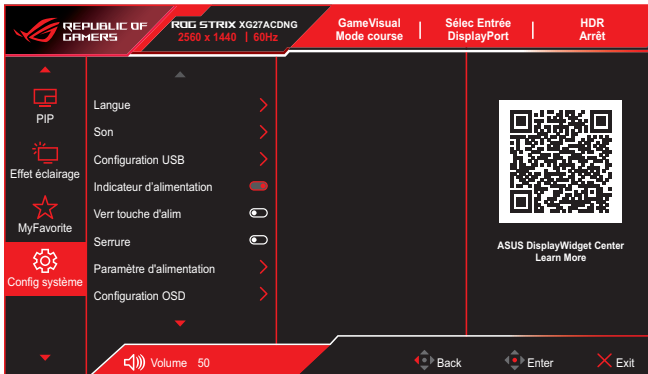 REPUBLIC OF
GAMERS
ROG STRIX XG27ACDNG
2560 x 1440 | 60Hz
GameVisual
Mode course
Sélec Entrée
DisplayPort
HDR
Arrêt
PIP
Effet éclairage
MyFavorite
Config système
Langue
Son
Configuration USB
Indicateur d'alimentation
Verr touche d'alim
Serrure
Paramètre d'alimentation
Configuration OSD
ASUS DisplayWidget Center
Learn More
Volume 50
Back
Enter
Exit